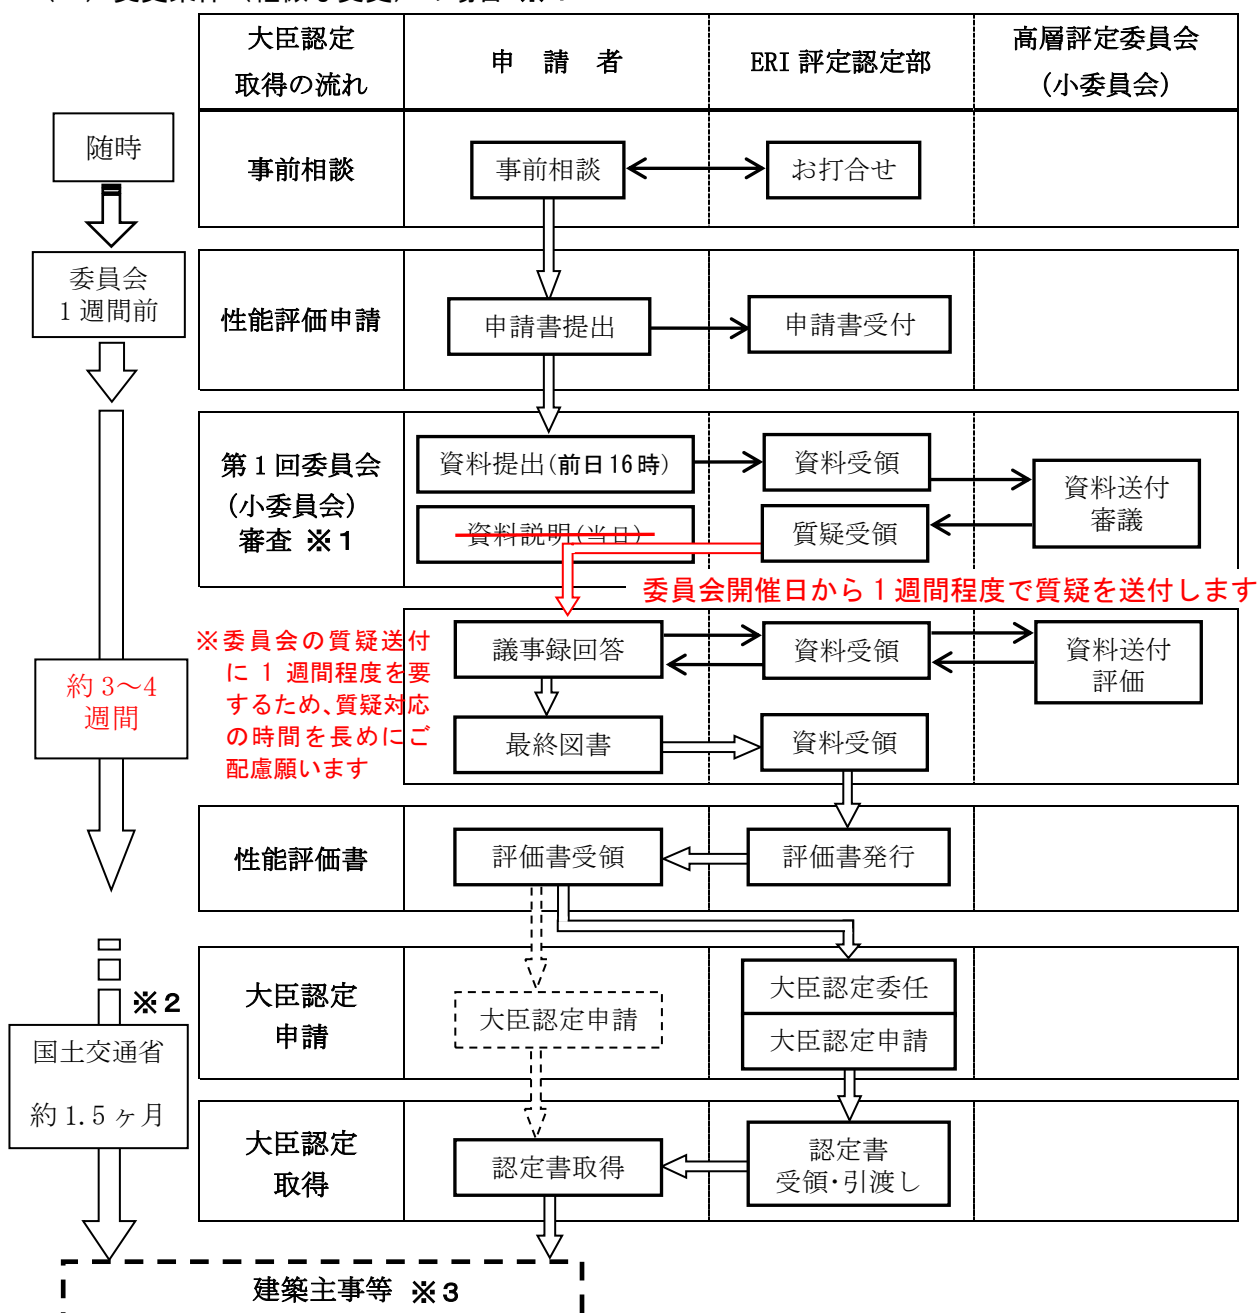 大臣認定
取得の流れ
申 請 者
ERI 評定認定部
高層評定委員会
(小委員会)
随時
事前相談
事前相談
お打合せ
委員会
1 週間前
性能評価申請
申請書提出
申請書受付
第 1 回委員会
(小委員会)
審査 ※1
資料提出(前日 16 時)
資料受領
資料送付
審議
資料説明(当日)
質疑受領
委員会開催日から 1 週間程度で質疑を送付します
※委員会の質疑送付
に 1 週間程度を要
するため、質疑対応
の時間を長めにご
配慮願います
議事録回答
資料受領
資料送付
評価
約 3～4
週間
最終図書
資料受領
性能評価書
評価書受領
評価書発行
※2
大臣認定
申請
大臣認定申請
大臣認定委任
大臣認定申請
国土交通省
約 1.5 ヶ月
大臣認定
取得
認定書取得
認定書
受領・引渡し
建築主事等 ※3